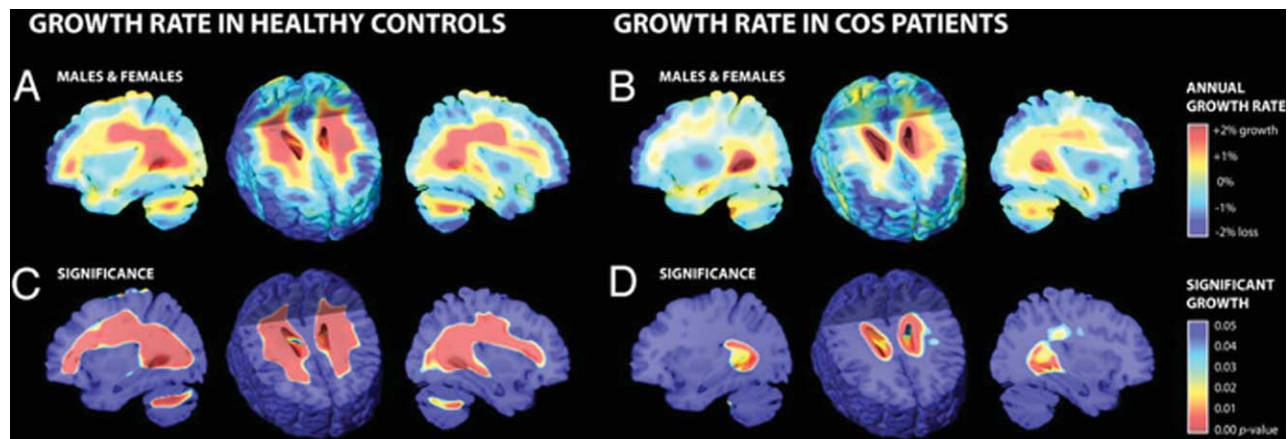 GROWTH RATE IN HEALTHY CONTROLS
GROWTH RATE IN COS PATIENTS
A
MALES & FEMALES
B
MALES & FEMALES
ANNUAL
GROWTH RATE
+2% growth
+1%
0%
-1%
-2% loss
C
SIGNIFICANCE
D
SIGNIFICANCE
SIGNIFICANT
GROWTH
0.05
0.04
0.03
0.02
0.01
0.00 p-value